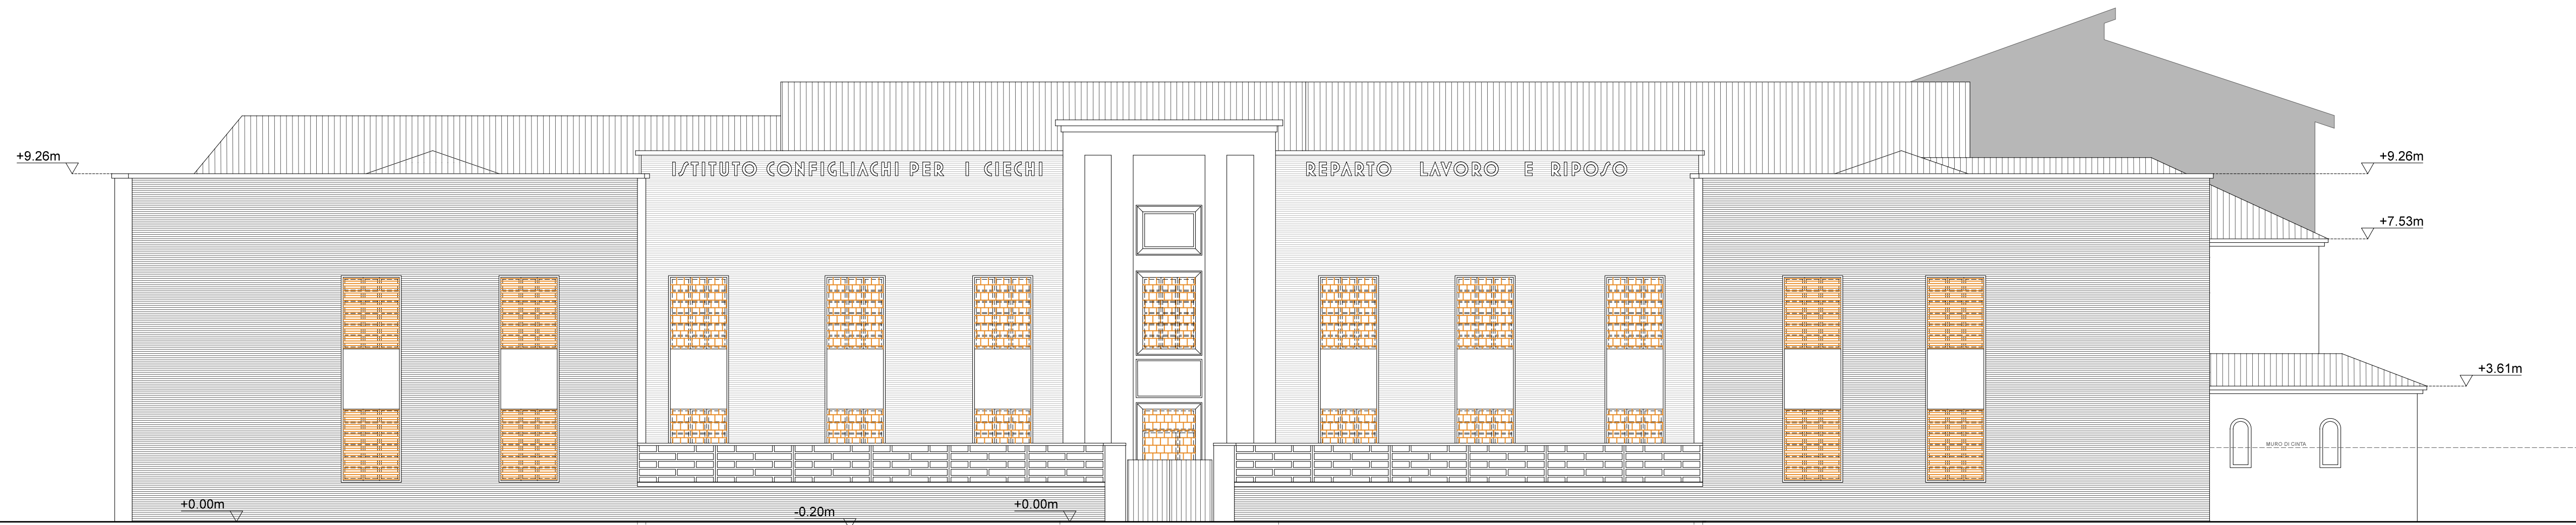 +9.26m
ISTITUTO CONFIGLIACHI PER I CIECHI
REPARTO LAVORO E RIPOSO
+9.26m
+7.53m
+3.61m
MURO DI CINTA
+0.00m
-0.20m
+0.00m